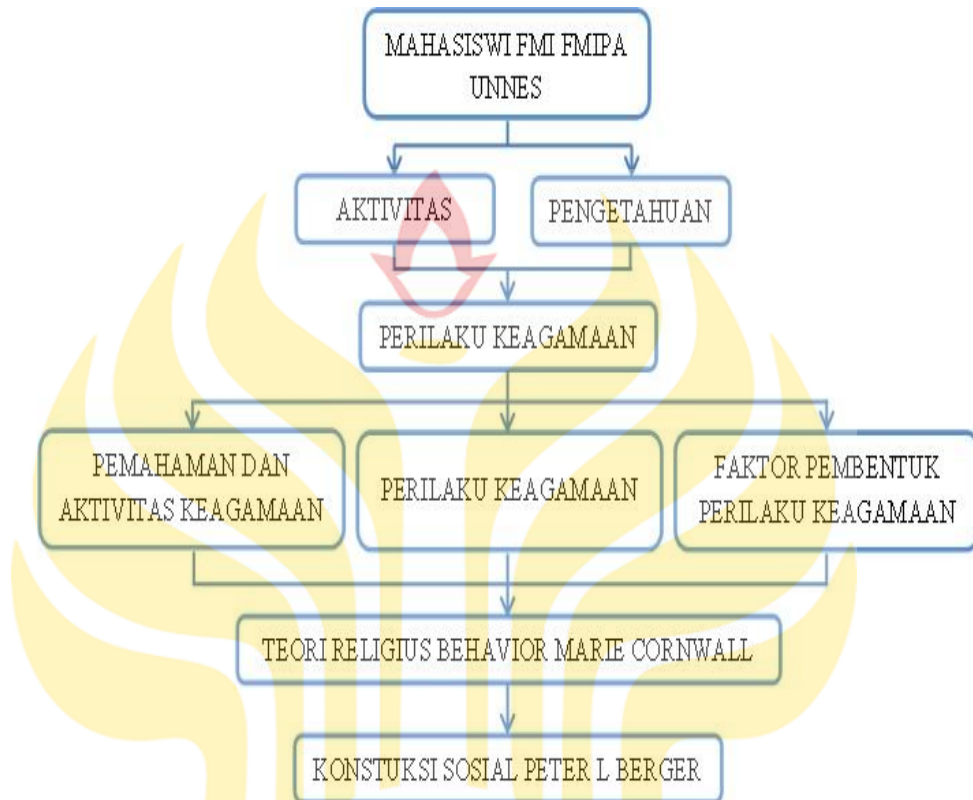 MAHASISWI FMI FMIPA
UNNES
AKTIVITAS
PENGETAHUAN
PERILAKU KEAGAMAAN
PEMAHAMAN DAN
AKTIVITAS KEAGAMAAN
PERILAKU KEAGAMAAN
FAKTOR PEMBENTUK
PERILAKU KEAGAMAAN
TEORI RELIGIUS BEHAVIOR MARIE CORNWALL
KONSTUKSI SOSIAL PETER L BERGER